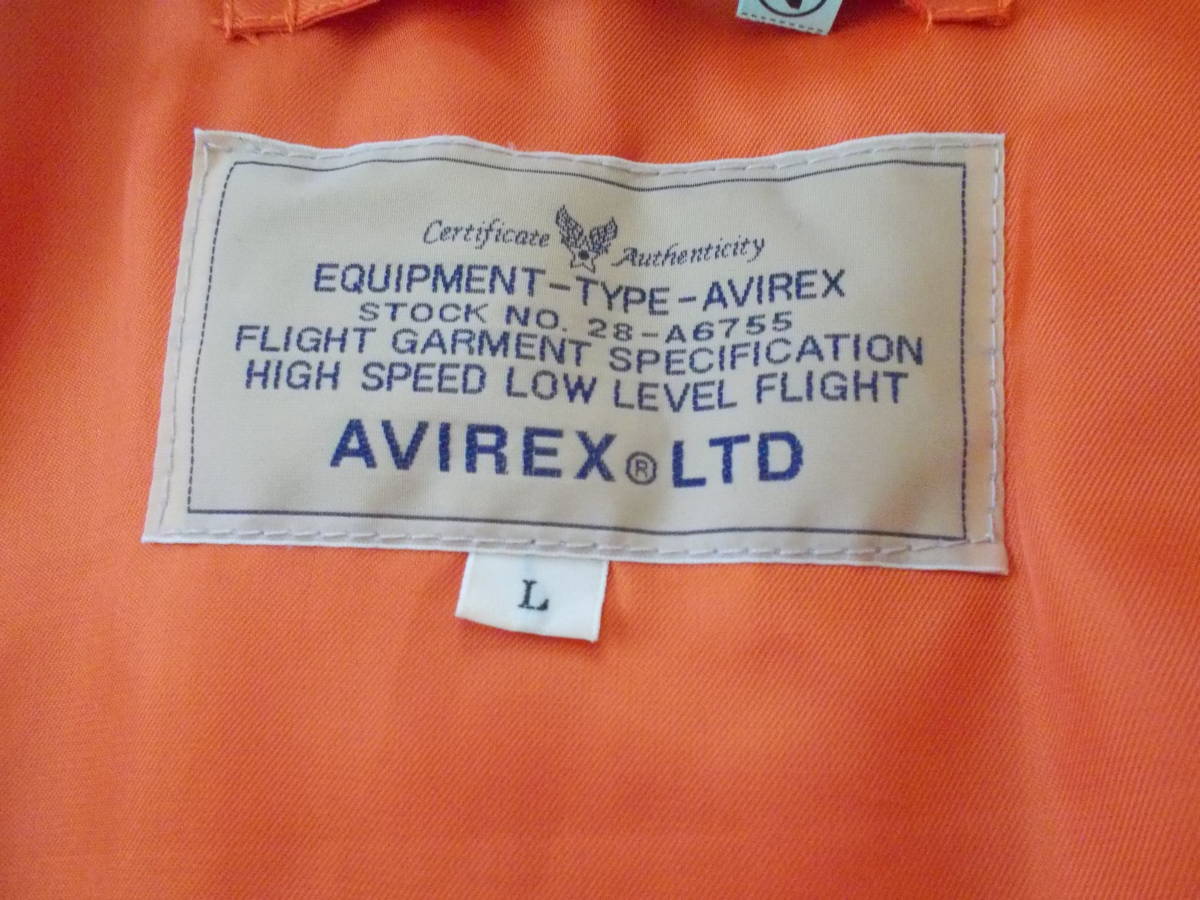 Certificate Authenticity
EQUIPMENT-TYPE-AVIREX
STOCK NO. 28-A6755
FLIGHT GARMENT SPECIFICATION
HIGH SPEED LOW LEVEL FLIGHT
AVIREX® LTD
L